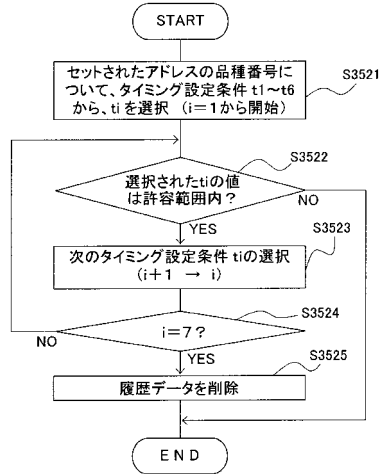 START
セットされたアドレスの品種番号に
ついて、タイミング設定条件 t1～t6
から、ti を選択 (i=1から開始)
S3521
S3522
選択されたtiの値
は許容範囲内？
NO
YES
S3523
次のタイミング設定条件 tiの選択
(i+1 → i)
S3524
i=7?
NO
YES
S3525
履歴データを削除
END